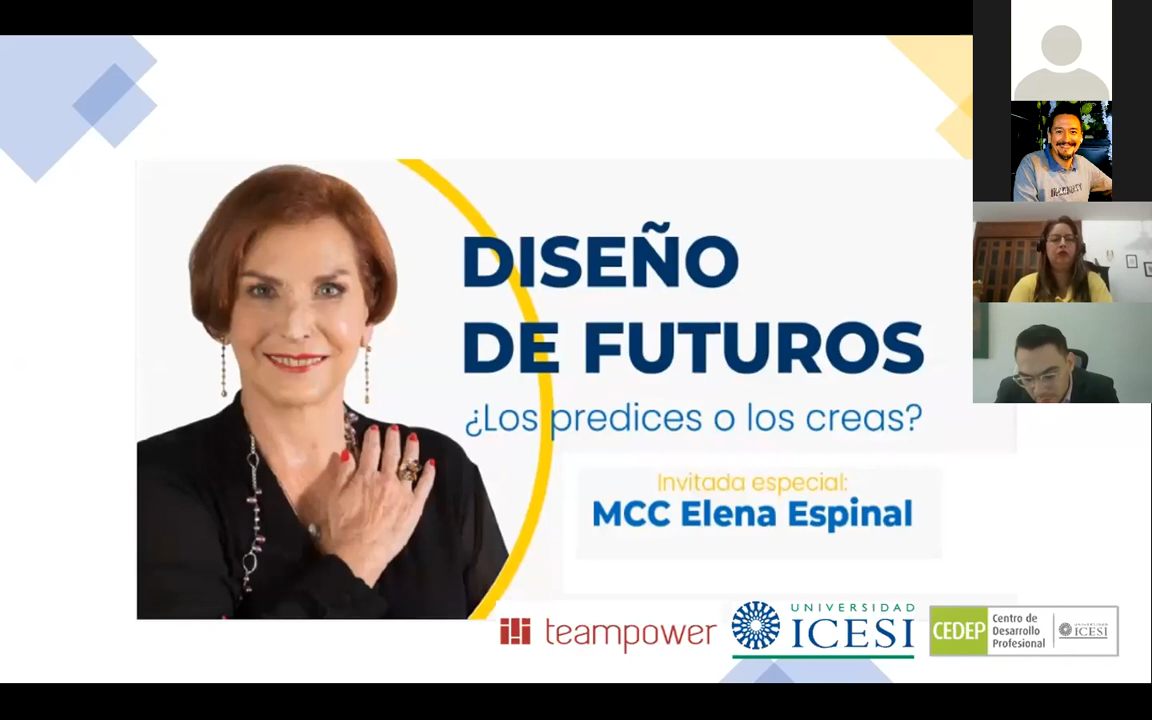 DISEÑO
DE FUTUROS
¿Los predices o los creas?
Invitada especial:
MCC Elena Espinal
teampower
UNIVERSIDAD
ICESI
CEDEP
Centro de
Desarrollo
Profesional
UNIVERSIDAD
ICESI